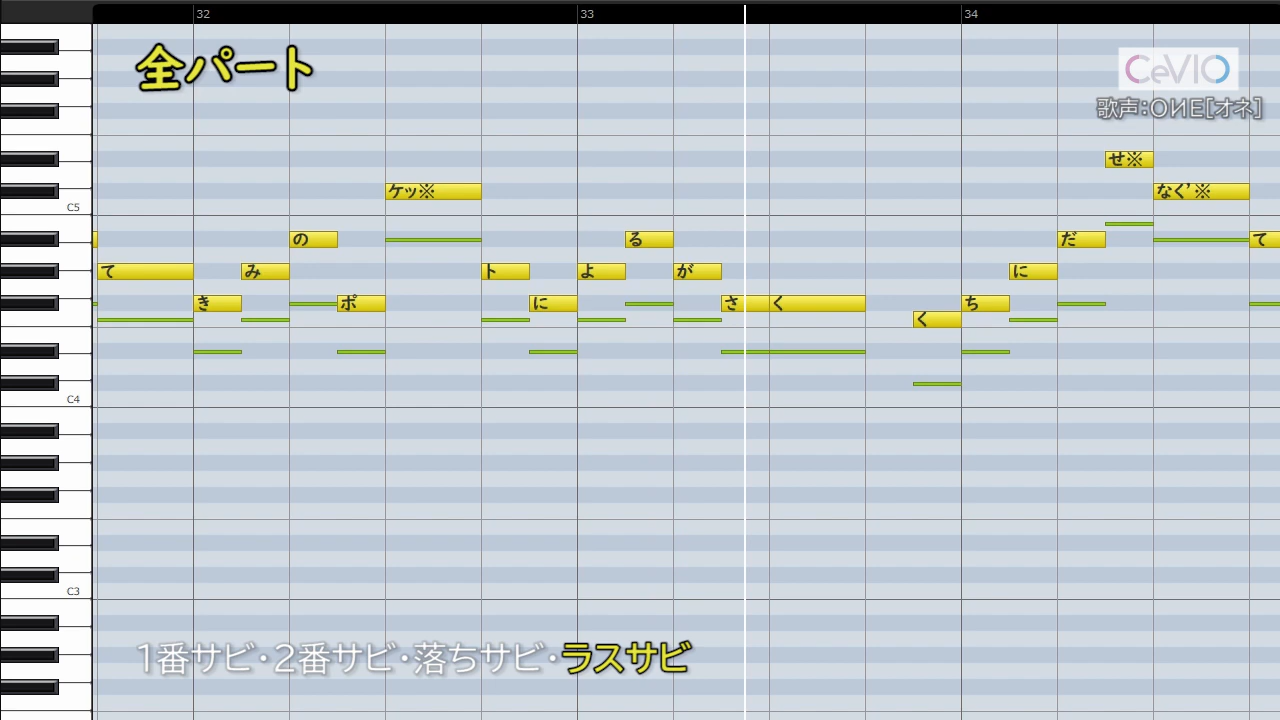 32 33 34
全パート
CeVIO
歌声:OИE[オネ]
せ※
ケッ※ なぐ’※
C5
の る だ て
て み ト よ が に
き ポ に さ く ち
く
C4
C3
1番サビ・2番サビ・落ちサビ・ラスサビ